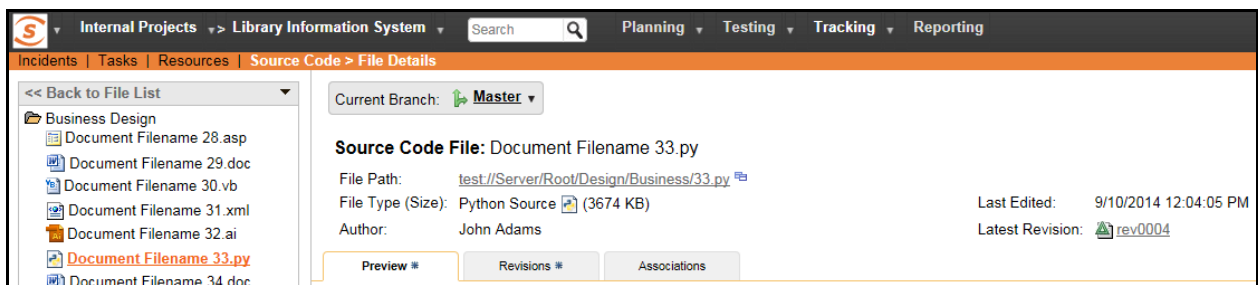 Internal Projects > Library Information System Search Planning Testing Tracking Reporting
Incidents | Tasks | Resources | Source Code > File Details
<< Back to File List
Business Design
Document Filename 28.asp
Document Filename 29.doc
Document Filename 30.vb
Document Filename 31.xml
Document Filename 32.ai
Document Filename 33.py
Document Filename 34.doc
Current Branch: Master
Source Code File: Document Filename 33.py
File Path: test://Server/Root/Design/Business/33.py
File Type (Size): Python Source (3674 KB) Last Edited: 9/10/2014 12:04:05 PM
Author: John Adams Latest Revision: rev0004
Preview Revisions Associations